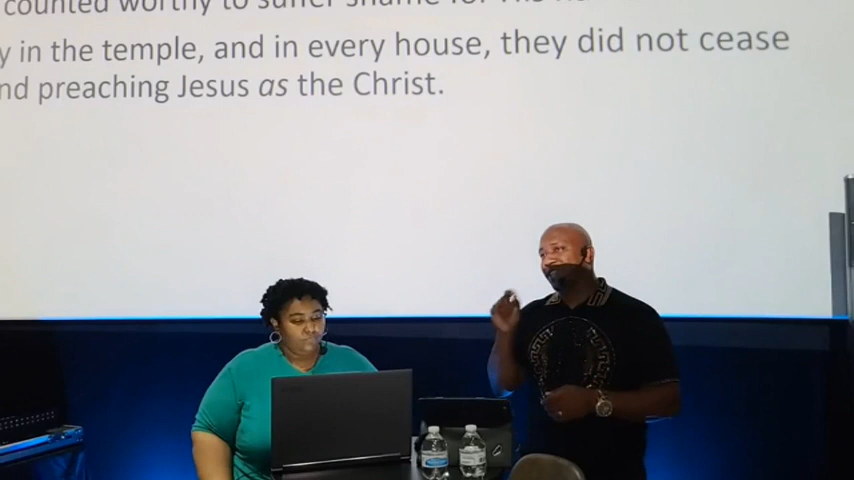 counted worthy to suffer shame for His
y in the temple, and in every house, they did not cease
nd preaching Jesus as the Christ.